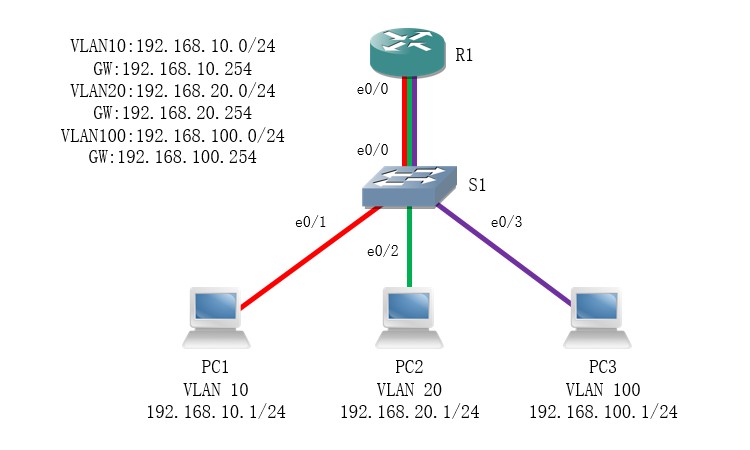 VLAN10:192.168.10.0/24
GW:192.168.10.254
VLAN20:192.168.20.0/24
GW:192.168.20.254
VLAN100:192.168.100.0/24
GW:192.168.100.254
R1
e0/0
e0/0
S1
e0/1
e0/2
e0/3
PC1
VLAN 10
192.168.10.1/24
PC2
VLAN 20
192.168.20.1/24
PC3
VLAN 100
192.168.100.1/24